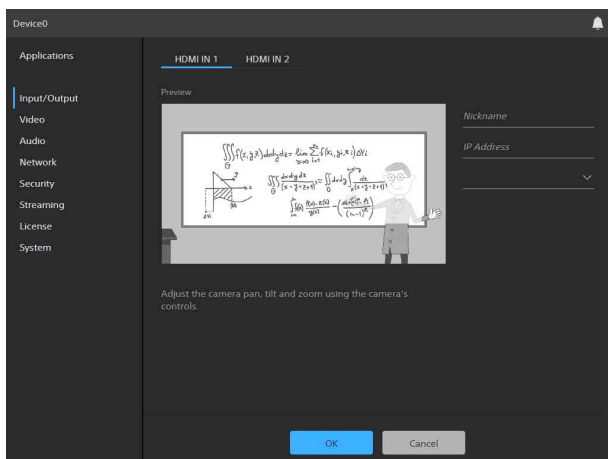 Device0
Applications
Input/Output
Video
Audio
Network
Security
Streaming
License
System
HDMI IN 1 HDMI IN 2
Preview
Nickname
IP Address
Adjust the camera pan, tilt and zoom using the camera's
controls.
OK Cancel